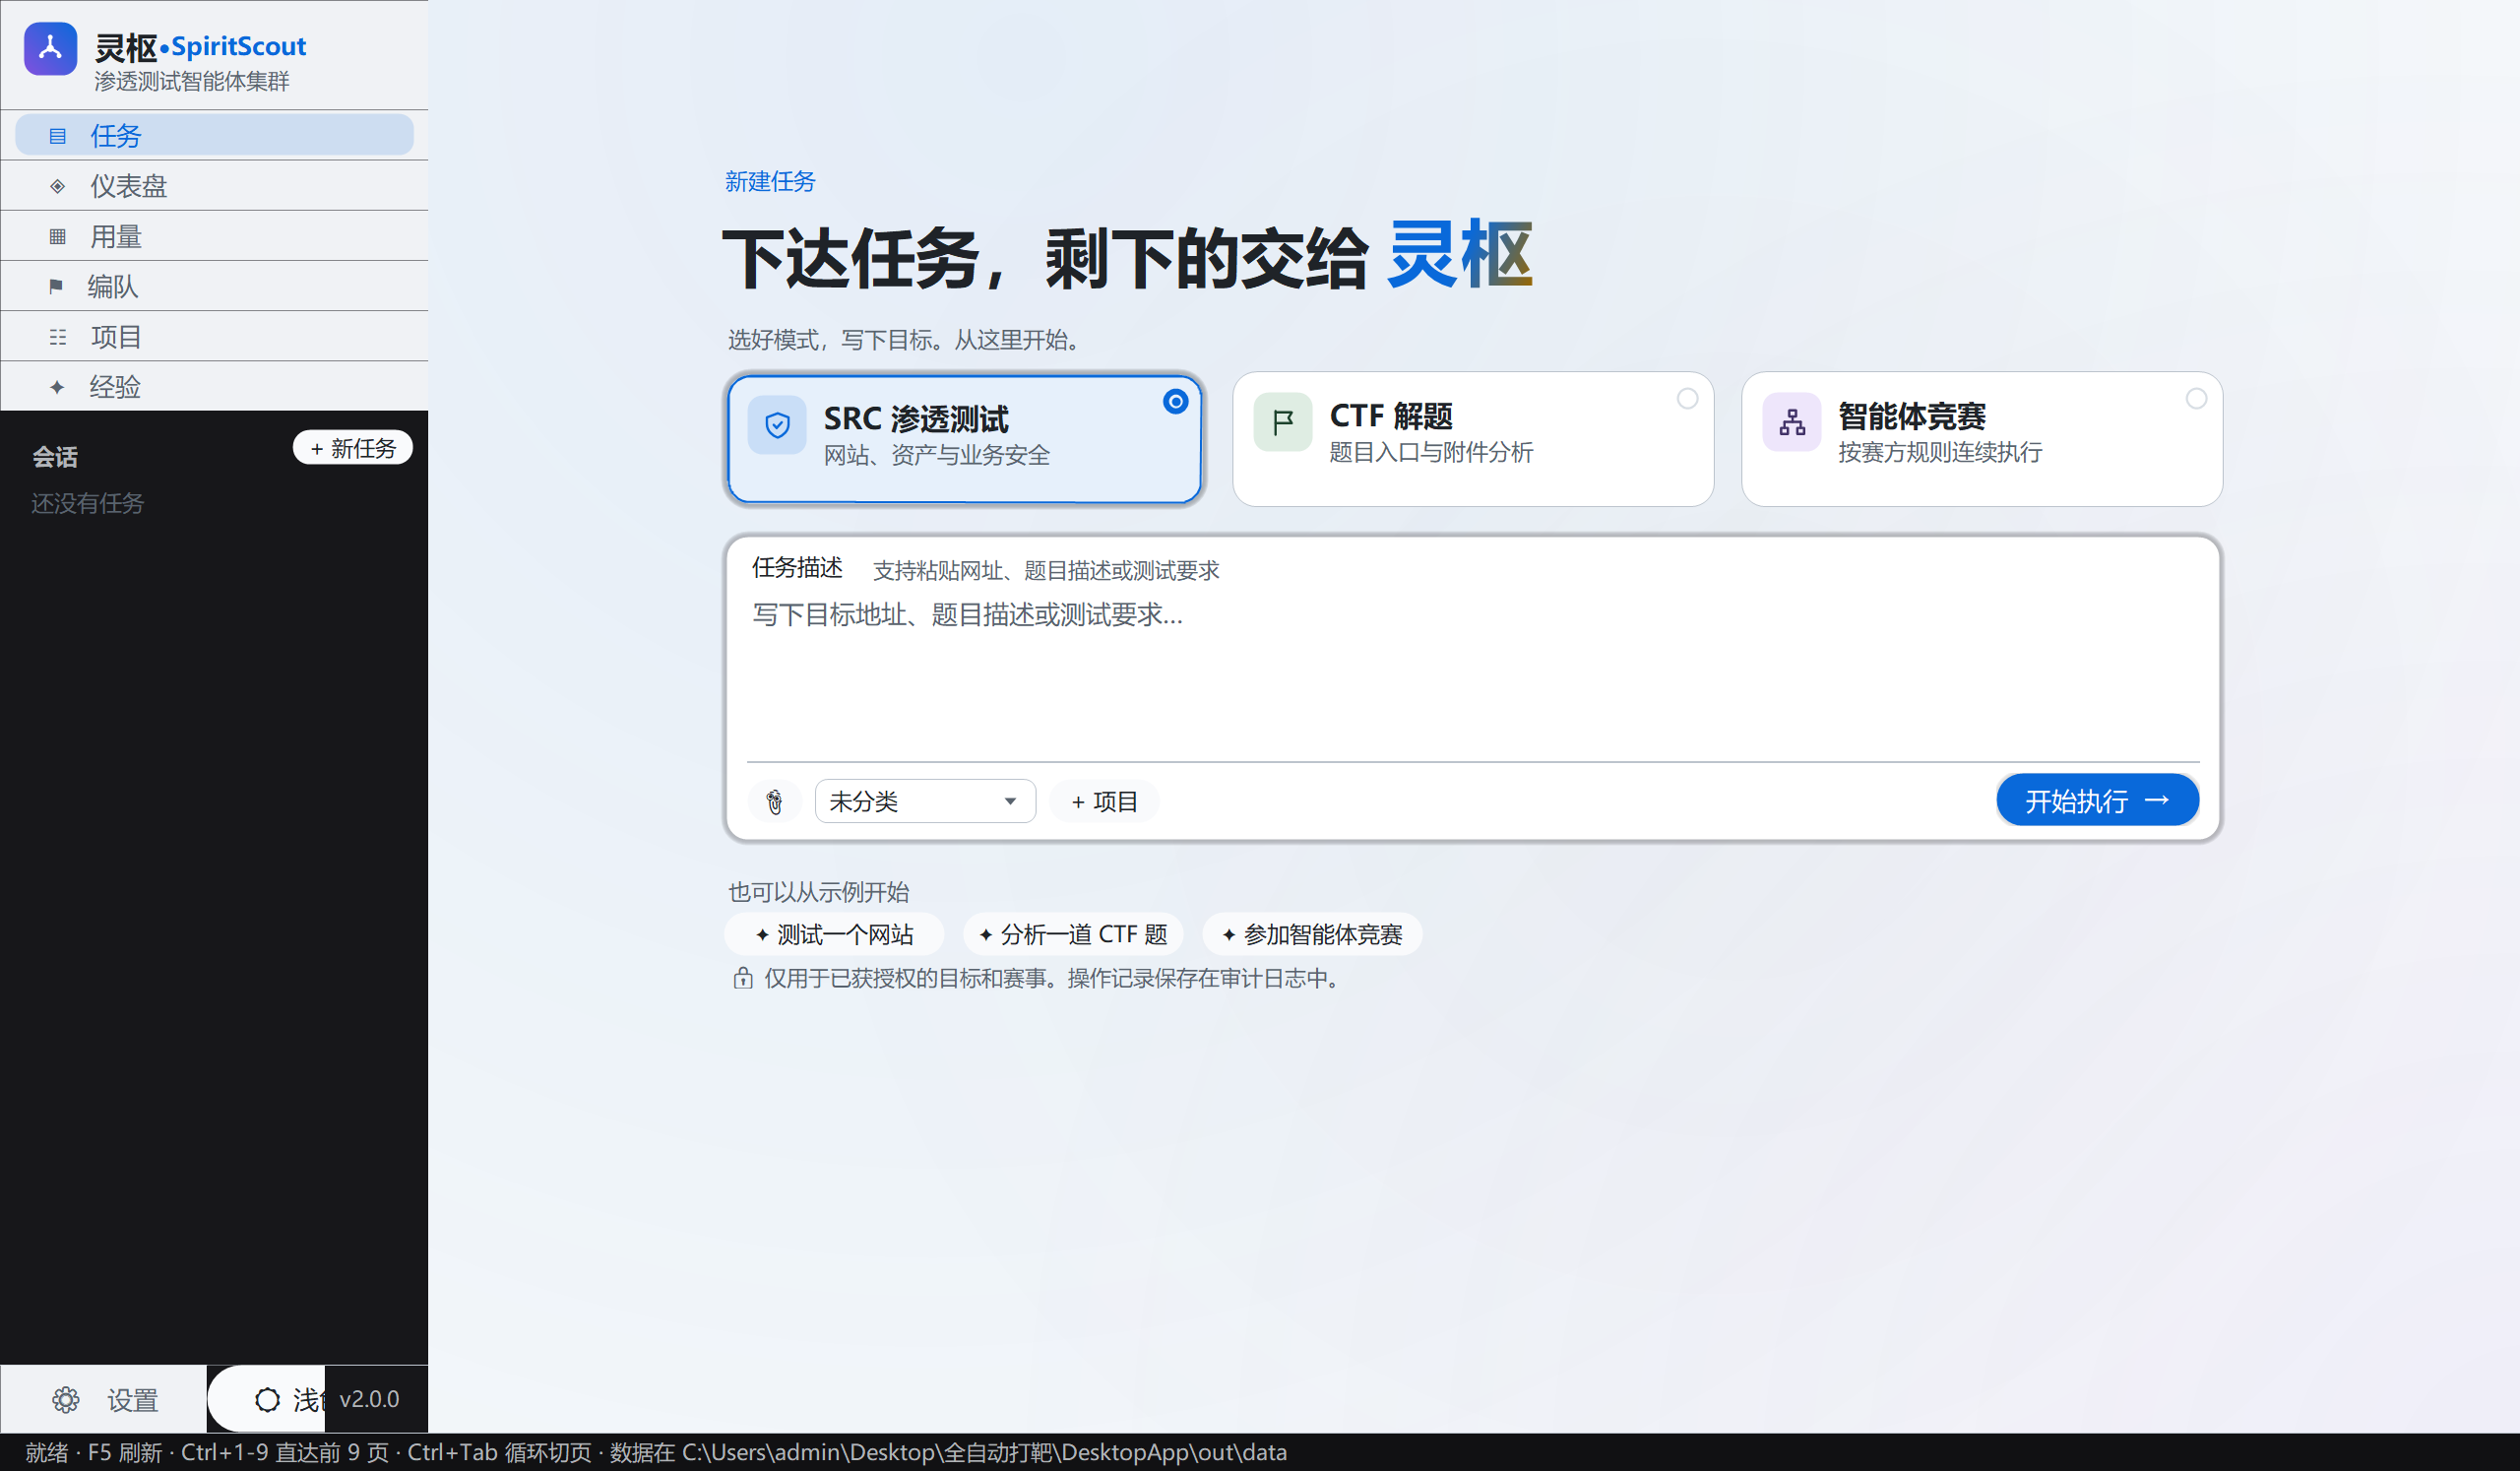 灵枢•SpiritScout
渗透测试智能体集群
任务
仪表盘
用量
编队
项目
经验
会话
+ 新任务
还没有任务
设置
浅
v2.0.0
新建任务
下达任务，剩下的交给 灵枢
选好模式，写下目标。从这里开始。
SRC 渗透测试
网站、资产与业务安全
CTF 解题
题目入口与附件分析
智能体竞赛
按赛方规则连续执行
任务描述 支持粘贴网址、题目描述或测试要求
写下目标地址、题目描述或测试要求...
未分类
+ 项目
开始执行 →
也可以从示例开始
✦ 测试一个网站
✦ 分析一道 CTF 题
✦ 参加智能体竞赛
仅用于已获授权的目标和赛事。操作记录保存在审计日志中。
就绪 · F5 刷新 · Ctrl+1-9 直达前 9 页 · Ctrl+Tab 循环切页 · 数据在 C:\Users\admin\Desktop\全自动打靶\DesktopApp\out\data